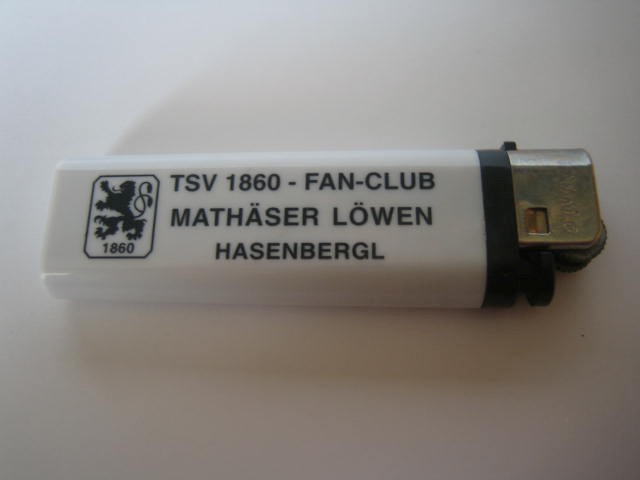 TSV 1860 - FAN-CLUB
MATHÄSER LÖWEN
HASENBERGL
1860